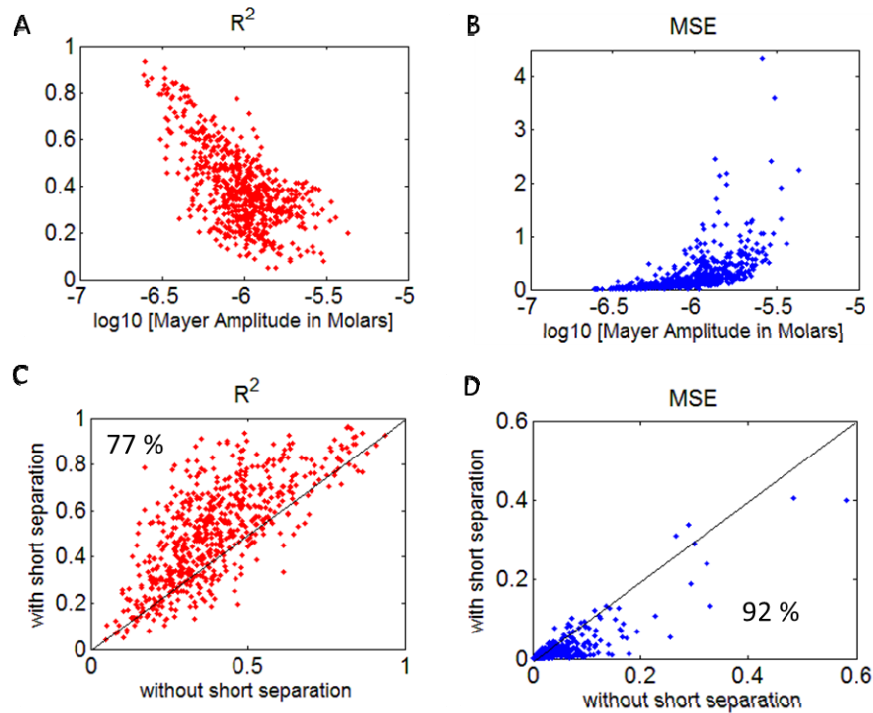 A
R²
1
0.8
0.6
0.4
0.2
0
-7
-6.5
-6
-5.5
-5
log10 [Mayer Amplitude in Molars]
B
MSE
4
3
2
1
0
-7
-6.5
-6
-5.5
-5
log10 [Mayer Amplitude in Molars]
C
R²
with short separation
1
0.8
0.6
0.4
0.2
0
77 %
0
0.5
1
without short separation
D
MSE
with short separation
0.6
0.4
0.2
0
92 %
0
0.2
0.4
0.6
without short separation